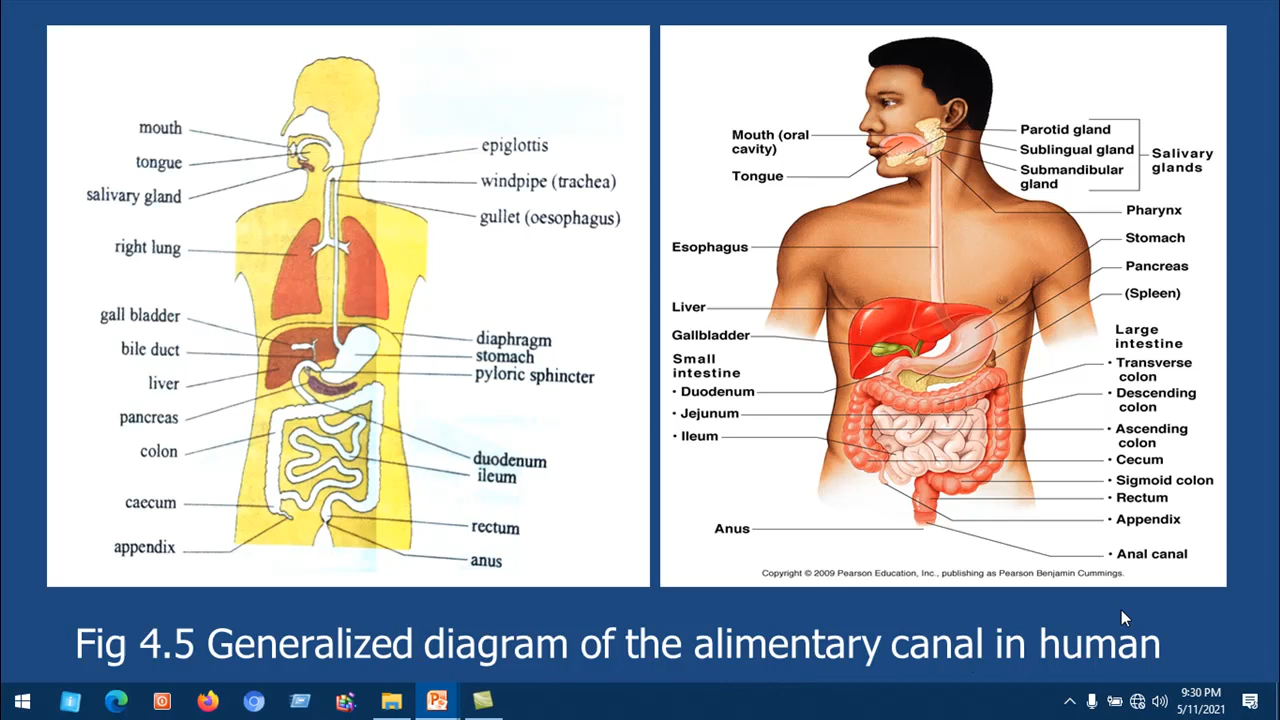 mouth
tongue
salivary gland
right lung
gall bladder
bile duct
liver
pancreas
colon
caecum
appendix
epiglottis
windpipe (trachea)
gullet (oesophagus)
diaphragm
stomach
pyloric sphincter
duodenum
ileum
rectum
anus
Mouth (oral
cavity)
Tongue
Esophagus
Liver
Gallbladder
Small
intestine
• Duodenum
• Jejunum
• Ileum
Anus
Parotid gland
Sublingual gland
Submandibular
gland
Salivary
glands
Pharynx
Stomach
Pancreas
(Spleen)
Large
intestine
• Transverse
colon
• Descending
colon
• Ascending
colon
• Cecum
• Sigmoid colon
• Rectum
• Appendix
• Anal canal
Copyright © 2009 Pearson Education, Inc., publishing as Pearson Benjamin Cummings.
Fig 4.5 Generalized diagram of the alimentary canal in human
9:30 PM
5/11/2021